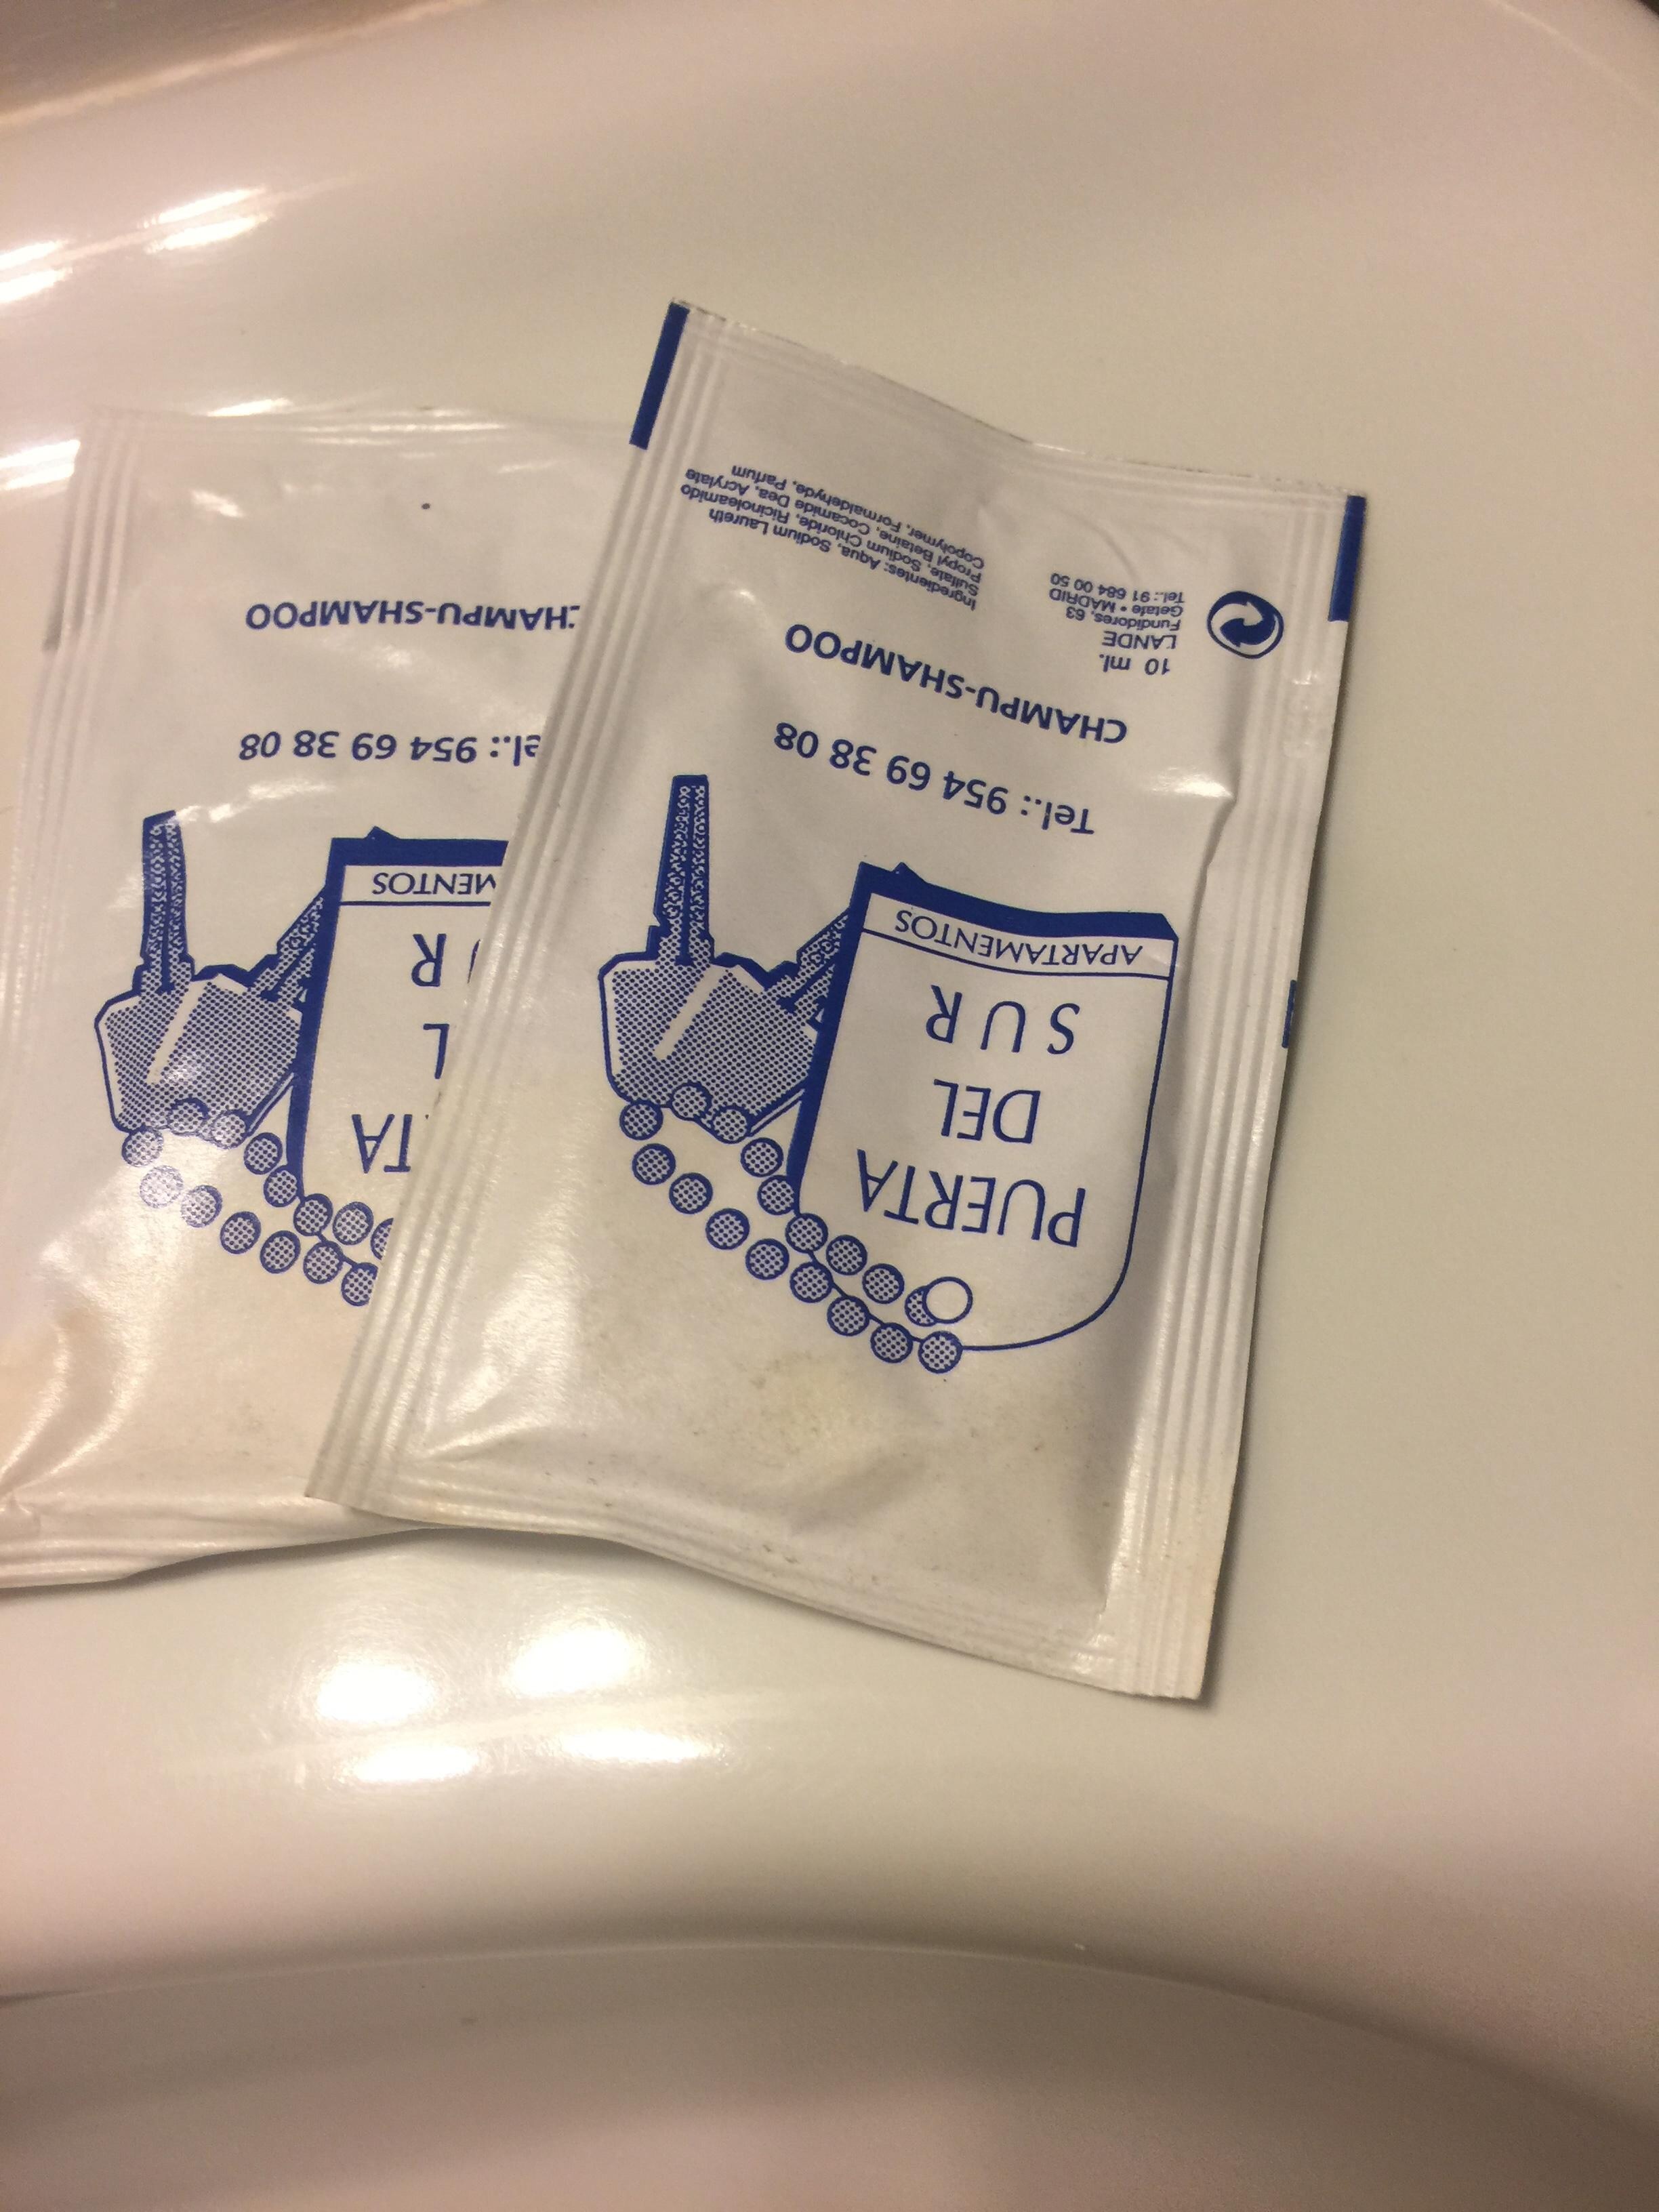 PUERTA
DEL
SUR
APARTAMENTOS
Tel.: 954 69 38 08
CHAMPU-SHAMPOO
10 ml.
LANDE
Fundidores, 63
Getafe • MADRID
Tel.: 91 684 00 50
Ingredientes: Aqua, Sodium Laureth
Sulfate, Sodium Chloride, Ricinoleamido
Propyl Betaine, Cocamide Dea, Acrylate
Copolymer, Formaldehyde, Parfum
TA
L
UR
MENTOS
el.: 954 69 38 08
CHAMPU-SHAMPOO